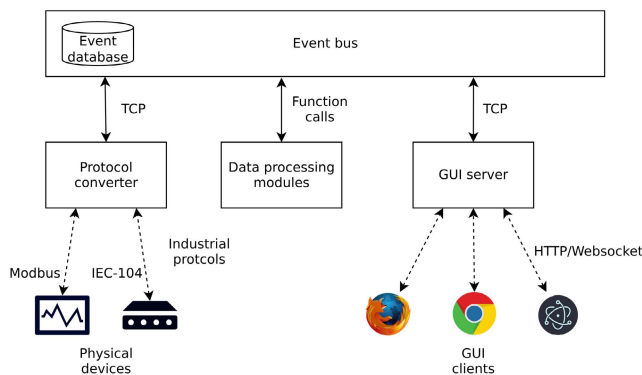 Event
database
Event bus
TCP
Function
calls
TCP
Protocol
converter
Data processing
modules
GUI server
Industrial
protcols
HTTP/Websocket
Modbus
IEC-104
Physical
devices
GUI
clients